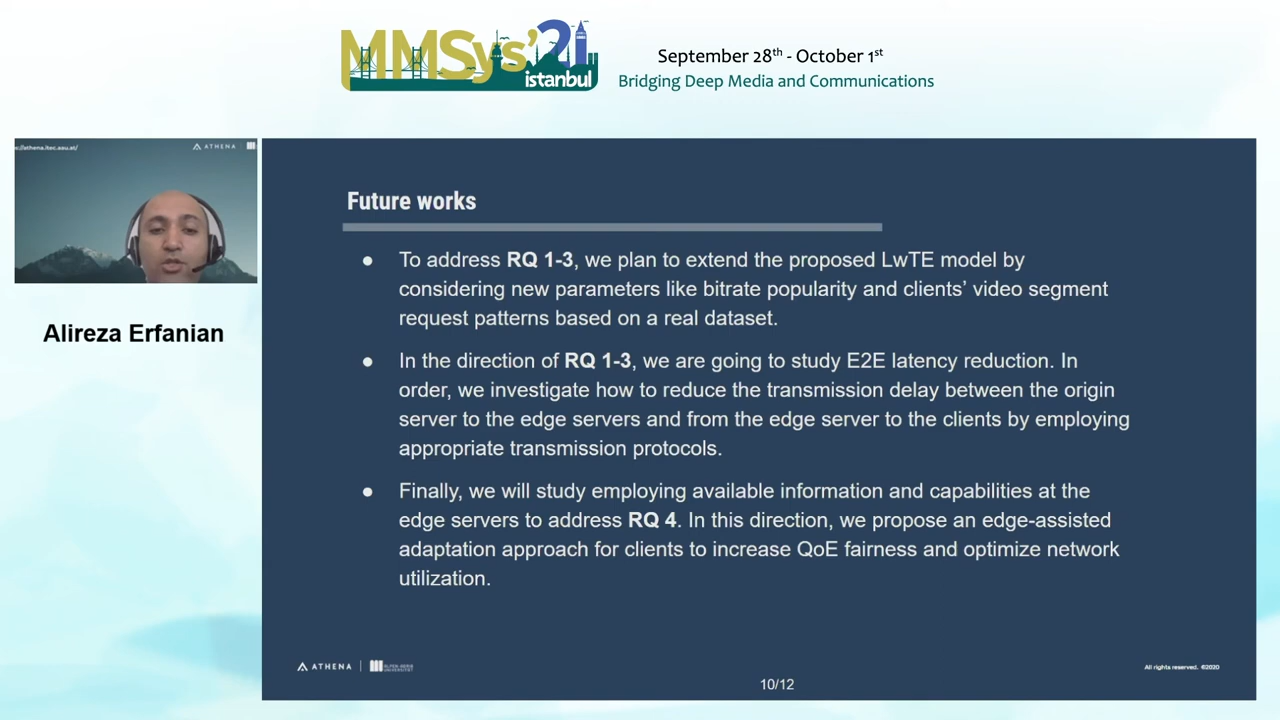 MMSys'21
istanbul
September 28th - October 1st
Bridging Deep Media and Communications
://athena.itec.aau.at/
ATHENA
Alireza Erfanian
Future works
● To address RQ 1-3, we plan to extend the proposed LwTE model by
considering new parameters like bitrate popularity and clients' video segment
request patterns based on a real dataset.
● In the direction of RQ 1-3, we are going to study E2E latency reduction. In
order, we investigate how to reduce the transmission delay between the origin
server to the edge servers and from the edge server to the clients by employing
appropriate transmission protocols.
● Finally, we will study employing available information and capabilities at the
edge servers to address RQ 4. In this direction, we propose an edge-assisted
adaptation approach for clients to increase QoE fairness and optimize network
utilization.
ATHENA
ALPEN-ADRIA
UNIVERSITÄT
All rights reserved. ©2020
10/12